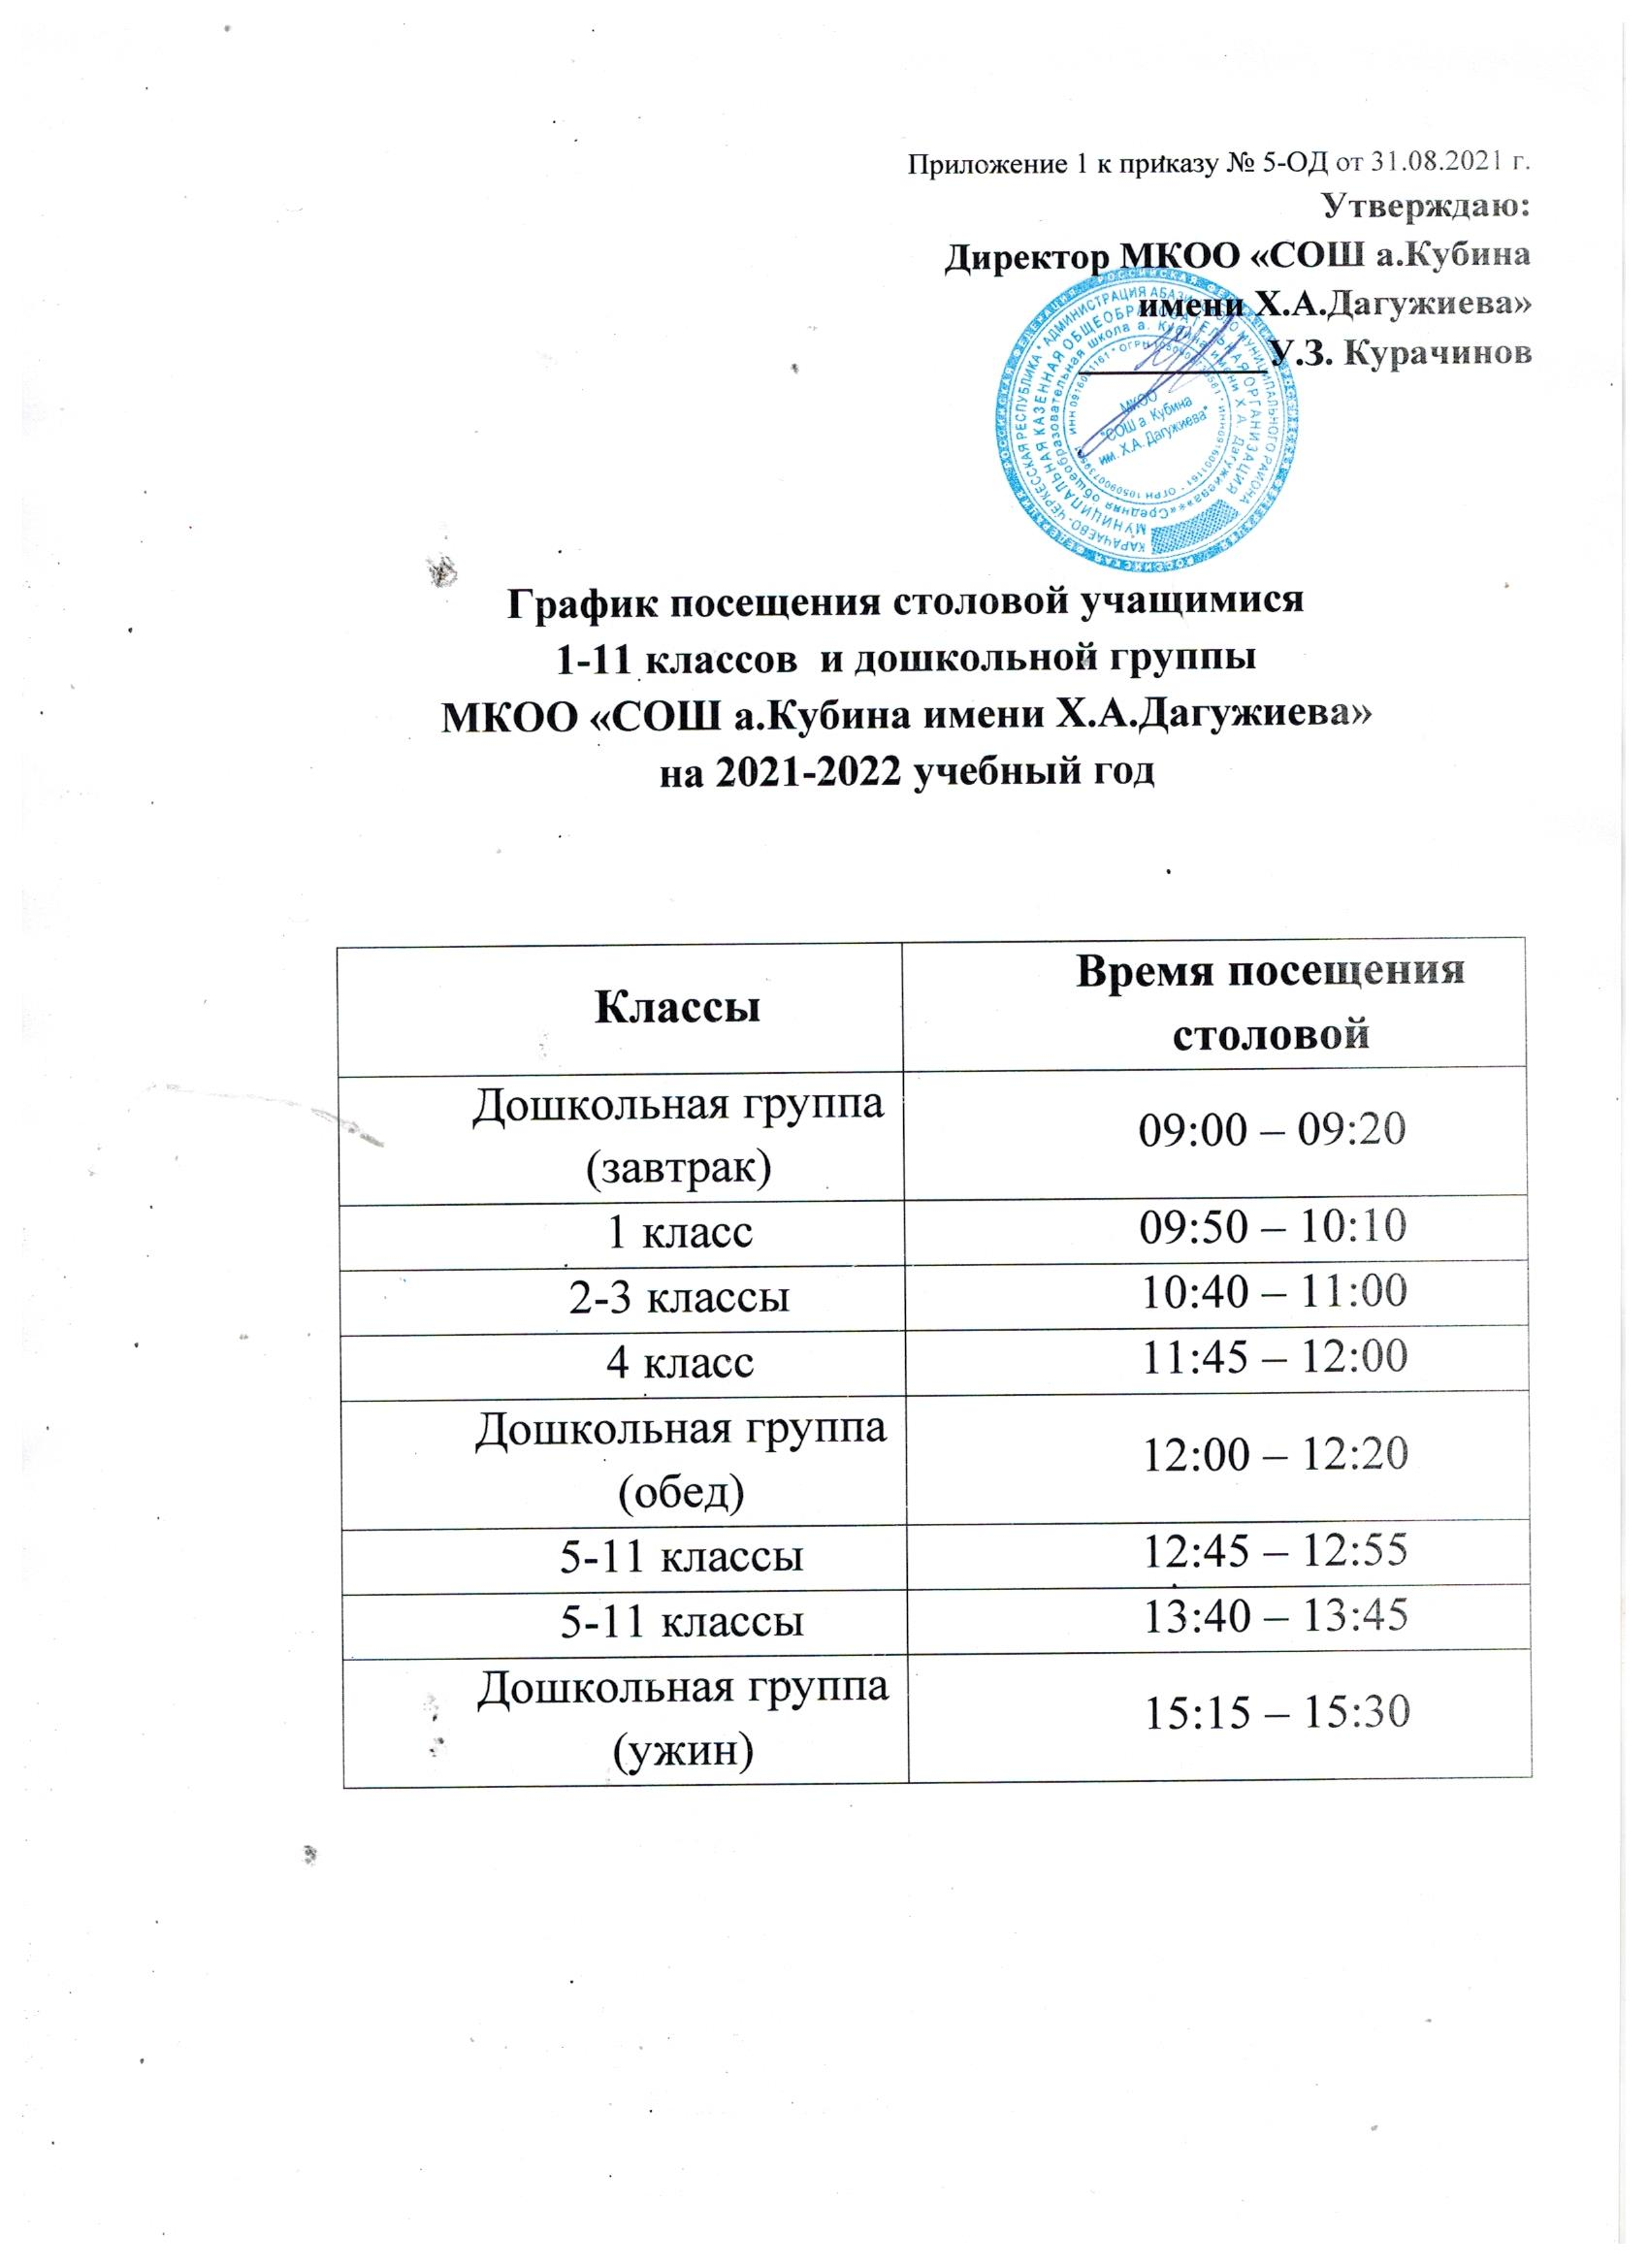 Приложение 1 к приказу № 5-ОД от 31.08.2021 г.
Утверждаю:
Директор МКОО «СОШ а.Кубина
имени Х.А.Дагужиева»
У.З. Курачинов
МКОО
"СОШ а. Кубина
им. Х.А. Дагужиева"
График посещения столовой учащимися
1-11 классов и дошкольной группы
МКОО «СОШ а.Кубина имени Х.А.Дагужиева»
на 2021-2022 учебный год
Классы
Время посещения
столовой
Дошкольная группа
(завтрак)
09:00 – 09:20
1 класс
09:50 – 10:10
2-3 классы
10:40 – 11:00
4 класс
11:45 – 12:00
Дошкольная группа
(обед)
12:00 – 12:20
5-11 классы
12:45 – 12:55
5-11 классы
13:40 – 13:45
Дошкольная группа
(ужин)
15:15 – 15:30